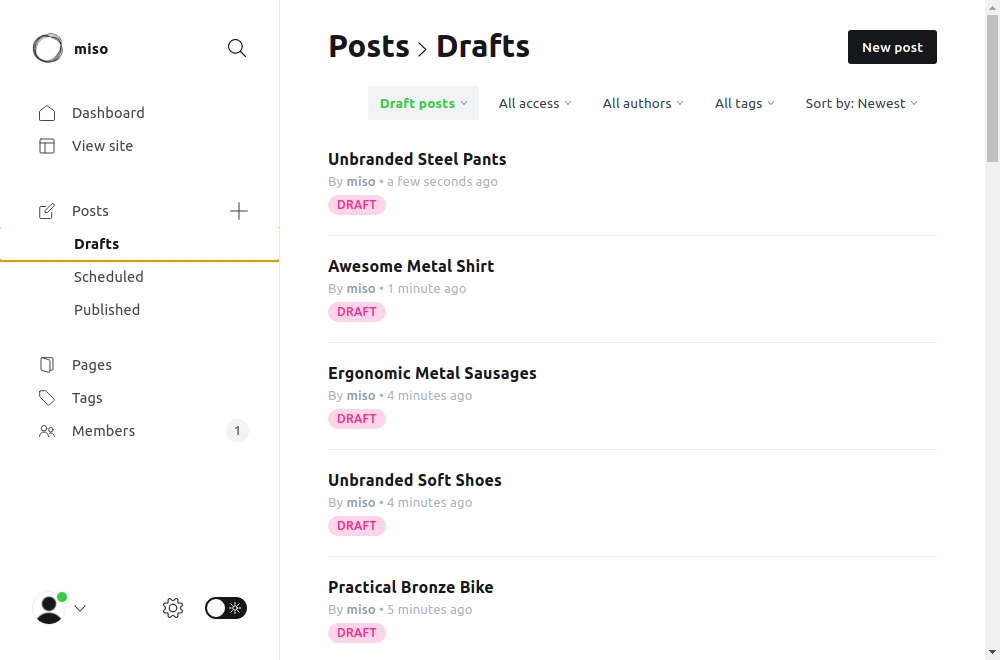 miso
Dashboard
View site
Posts
Drafts
Scheduled
Published
Pages
Tags
Members 1
Posts Drafts
New post
Draft posts All access All authors All tags Sort by: Newest
Unbranded Steel Pants
By miso • a few seconds ago
DRAFT
Awesome Metal Shirt
By miso • 1 minute ago
DRAFT
Ergonomic Metal Sausages
By miso • 4 minutes ago
DRAFT
Unbranded Soft Shoes
By miso • 4 minutes ago
DRAFT
Practical Bronze Bike
By miso • 5 minutes ago
DRAFT